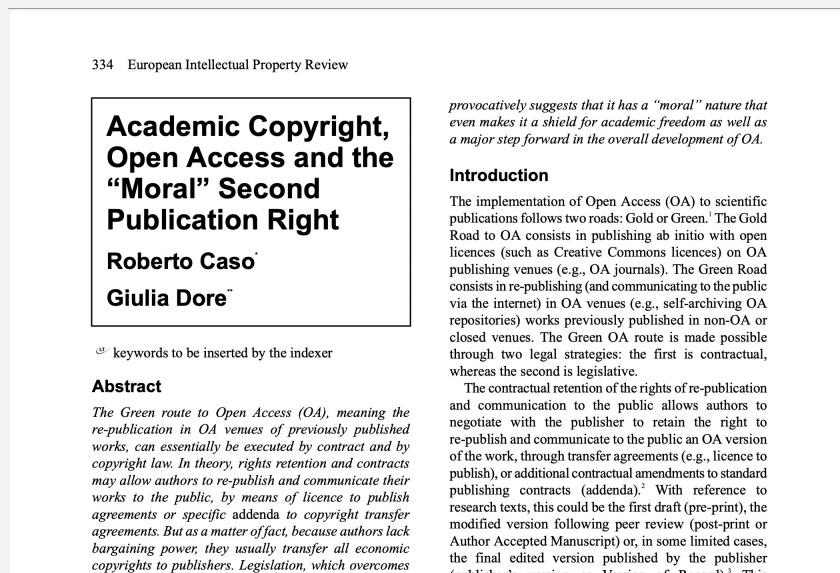 334 European Intellectual Property Review
Academic Copyright,
Open Access and the
“Moral” Second
Publication Right
Roberto Caso*
Giulia Dore**
keywords to be inserted by the indexer
Abstract
The Green route to Open Access (OA), meaning the
re-publication in OA venues of previously published
works, can essentially be executed by contract and by
copyright law. In theory, rights retention and contracts
may allow authors to re-publish and communicate their
works to the public, by means of licence to publish
agreements or specific addenda to copyright transfer
agreements. But as a matter of fact, because authors lack
bargaining power, they usually transfer all economic
copyrights to publishers. Legislation, which overcomes
provocatively suggests that it has a “moral” nature that
even makes it a shield for academic freedom as well as
a major step forward in the overall development of OA.
Introduction
The implementation of Open Access (OA) to scientific
publications follows two roads: Gold or Green.1 The Gold
Road to OA consists in publishing ab initio with open
licences (such as Creative Commons licences) on OA
publishing venues (e.g., OA journals). The Green Road
consists in re-publishing (and communicating to the public
via the internet) in OA venues (e.g., self-archiving OA
repositories) works previously published in non-OA or
closed venues. The Green OA route is made possible
through two legal strategies: the first is contractual,
whereas the second is legislative.
The contractual retention of the rights of re-publication
and communication to the public allows authors to
negotiate with the publisher to retain the right to
re-publish and communicate to the public an OA version
of the work, through transfer agreements (e.g., licence to
publish), or additional contractual amendments to standard
publishing contracts (addenda).2 With reference to
research texts, this could be the first draft (pre-print), the
modified version following peer review (post-print or
Author Accepted Manuscript) or, in some limited cases,
the final edited version published by the publisher